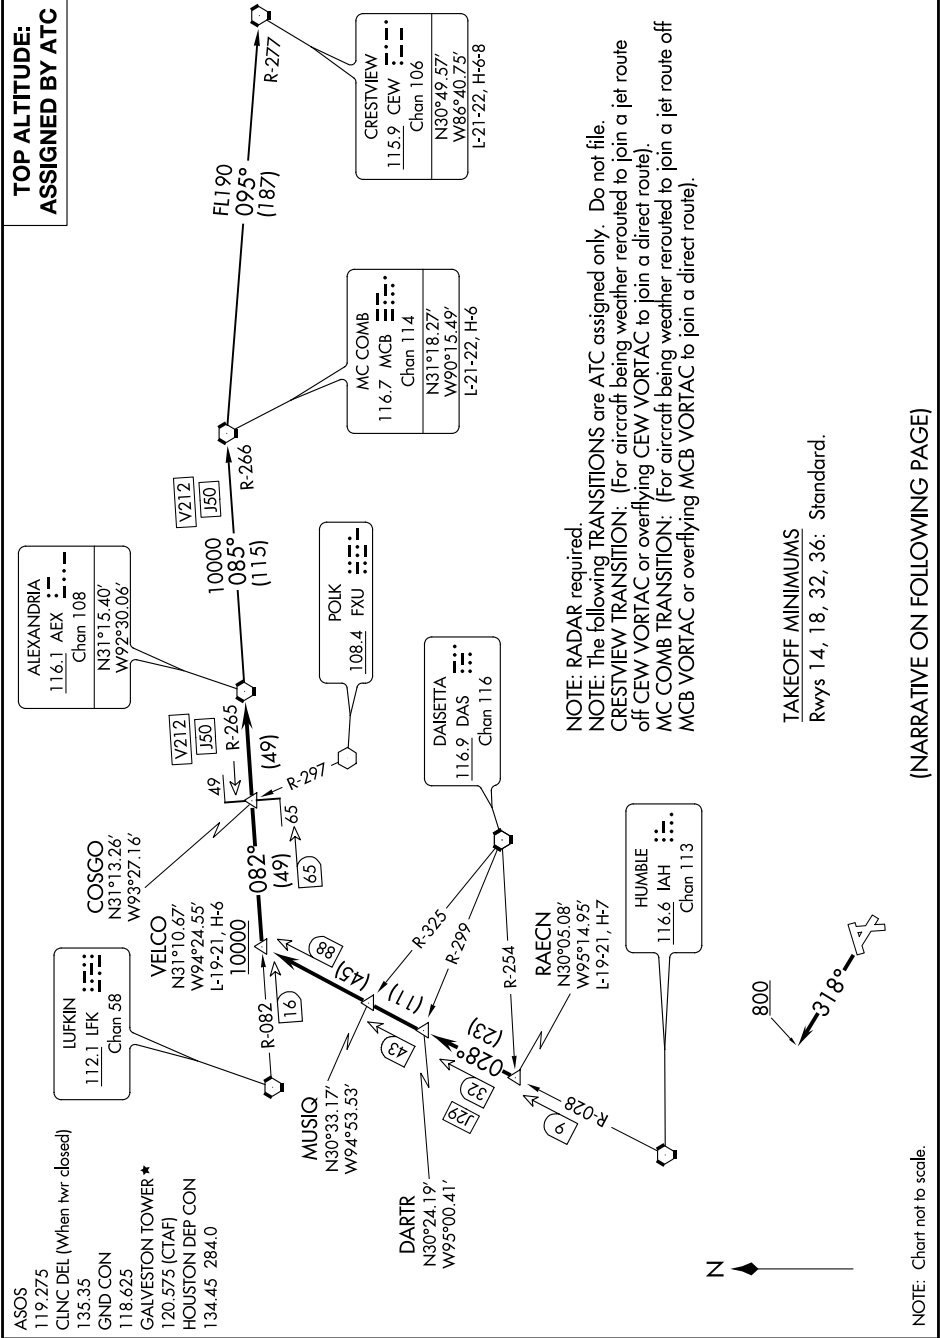 TOP ALTITUDE:
ASSIGNED BY ATC
ASOS
119.275
CLNC DEL (When twr closed)
135.35
GND CON
118.625
GALVESTON TOWER★
120.575 (CTAF)
HOUSTON DEP CON
134.45 284.0
LUFKIN
112.1 LFK
Chan 58
R-082
16
VELCO
N31°10.67'
W94°24.55'
L-19-21, H-6
10000
COSGO
N31°13.26'
W93°27.16'
082°
(49)
65
65
49
R-297
V212
J50
R-265
(49)
ALEXANDRIA
116.1 AEX
Chan 108
N31°15.40'
W92°30.06'
10000
085°
(115)
V212
J50
R-266
POLK
108.4 FXU
MC COMB
116.7 MCB
Chan 114
N31°18.27'
W90°15.49'
L-21-22, H-6
FL190
095°
(187)
R-277
CRESTVIEW
115.9 CEW
Chan 106
N30°49.57'
W86°40.75'
L-21-22, H-6-8
88
(45)
MUSIQ
N30°33.17'
W94°53.53'
43
(11)
DARTR
N30°24.19'
W95°00.41'
R-325
R-299
R-254
DAISETTA
116.9 DAS
Chan 116
028°
(23)
32
J29
RAECN
N30°05.08'
W95°14.95'
L-19-21, H-7
9
R-028
HUMBLE
116.6 IAH
Chan 113
800
318°
N
NOTE: RADAR required.
NOTE: The following TRANSITIONS are ATC assigned only. Do not file.
CRESTVIEW TRANSITION: (For aircraft being weather rerouted to join a jet route
off CEW VORTAC or overflying CEW VORTAC to join a direct route).
MC COMB TRANSITION: (For aircraft being weather rerouted to join a jet route off
MCB VORTAC or overflying MCB VORTAC to join a direct route).
TAKEOFF MINIMUMS
Rwys 14, 18, 32, 36: Standard.
(NARRATIVE ON FOLLOWING PAGE)
NOTE: Chart not to scale.